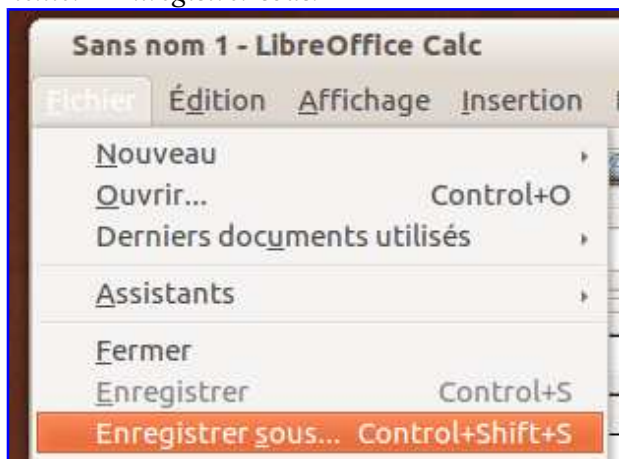 Sans nom 1 - LibreOffice Calc
Fichier Édition Affichage Insertion
Nouveau
Ouvrir... Control+O
Derniers documents utilisés
Assistants
Fermer
Enregistrer Control+S
Enregistrer sous... Control+Shift+S